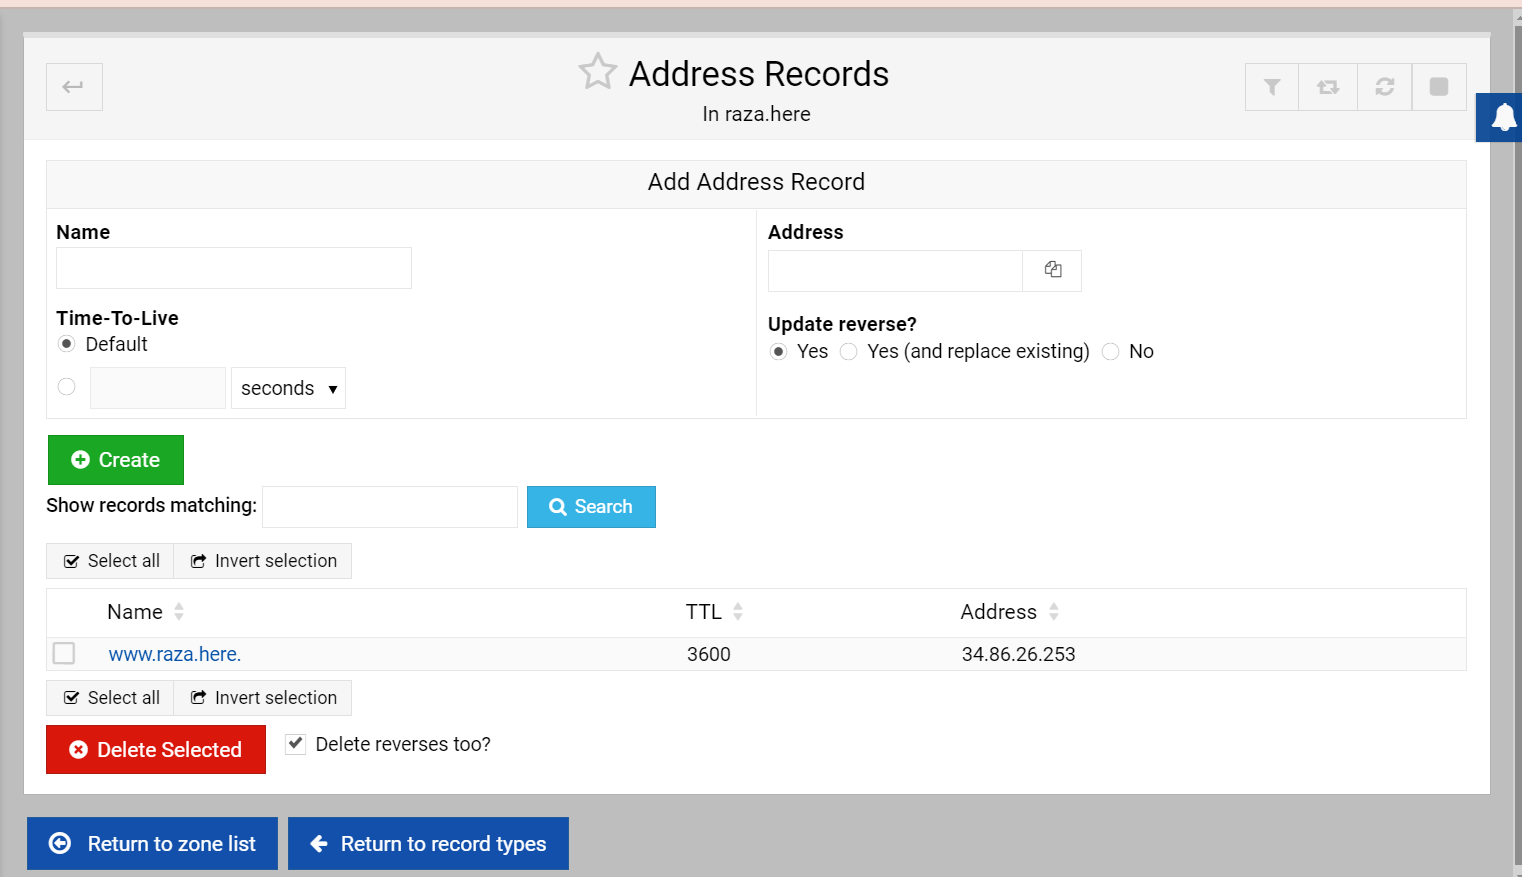 Address Records
In raza.here
Add Address Record
Name
Address
Time-To-Live
Default
seconds
Update reverse?
Yes Yes (and replace existing) No
Create
Show records matching: Search
Select all Invert selection
Name TTL Address
www.raza.here. 3600 34.86.26.253
Select all Invert selection
Delete Selected Delete reverses too?
Return to zone list Return to record types